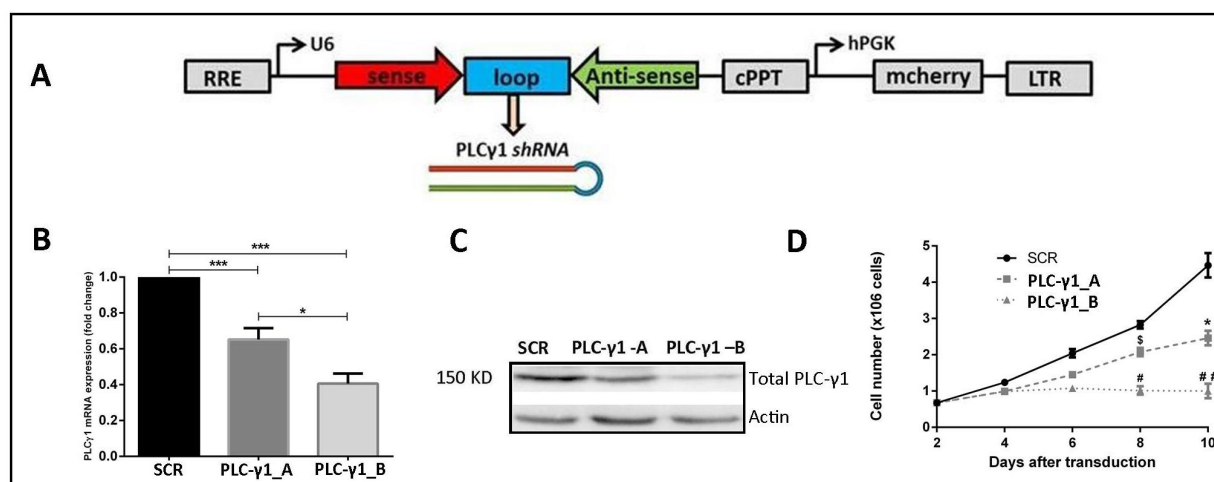 A
U6
hPGK
RRE
sense
loop
Anti-sense
cPPT
mcherry
LTR
PLCγ1 shRNA
B
PLCγ1 mRNA expression (fold change)
***
***
*
1.0
0.8
0.6
0.4
0.2
0.0
SCR
PLC-γ1_A
PLC-γ1_B
C
SCR PLC-γ1 -A PLC-γ1 –B
150 KD
Total PLC-γ1
Actin
D
Cell number (x106 cells)
5
4
3
2
1
0
SCR
PLC-γ1_A
PLC-γ1_B
$
*
#
# #
2 4 6 8 10
Days after transduction